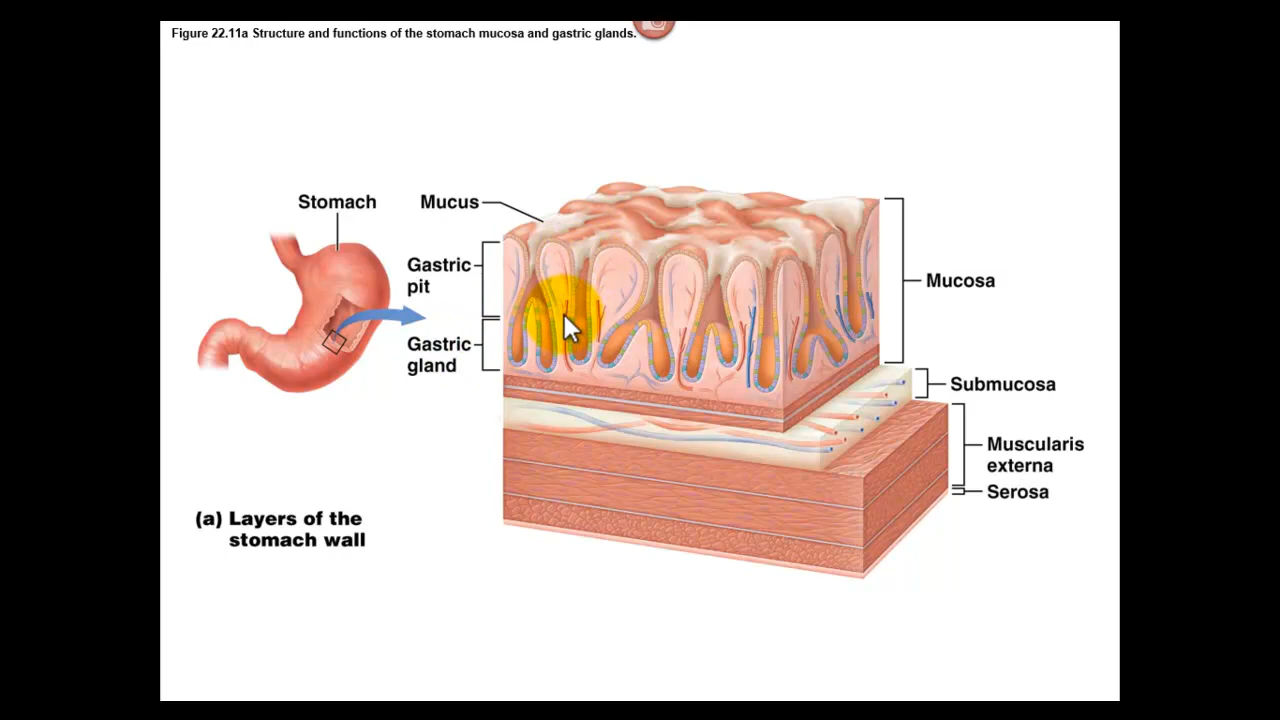 Figure 22.11a Structure and functions of the stomach mucosa and gastric glands.
Stomach
Mucus
Gastric
pit
Gastric
gland
Mucosa
Submucosa
Muscularis
externa
Serosa
(a) Layers of the
stomach wall